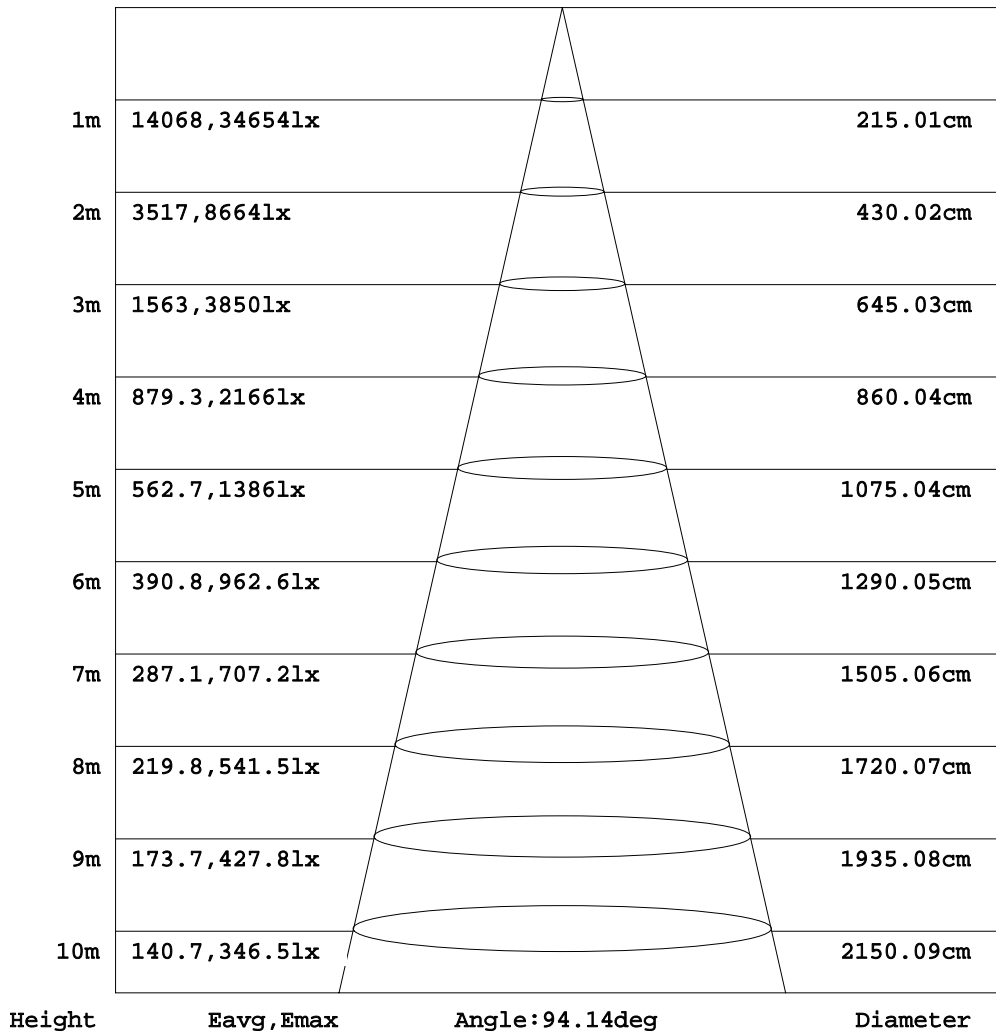 1m 14068,34654lx 215.01cm
2m 3517,8664lx 430.02cm
3m 1563,3850lx 645.03cm
4m 879.3,2166lx 860.04cm
5m 562.7,1386lx 1075.04cm
6m 390.8,962.6lx 1290.05cm
7m 287.1,707.2lx 1505.06cm
8m 219.8,541.5lx 1720.07cm
9m 173.7,427.8lx 1935.08cm
10m 140.7,346.5lx 2150.09cm
Height Eavg,Emax Angle:94.14deg Diameter